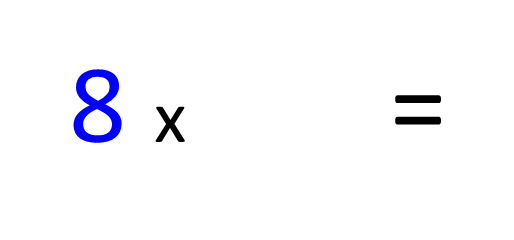 8 x =